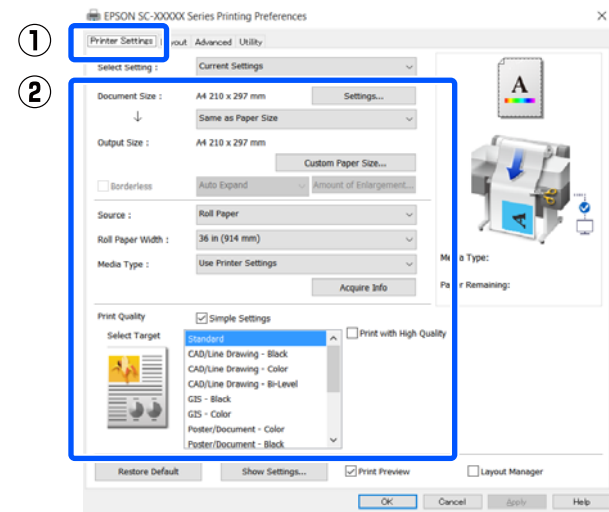 EPSON SC-XXXXX Series Printing Preferences
1
Printer Settings yout Advanced Utility
Select Setting : Current Settings
2
Document Size : A4 210 x 297 mm Settings...
Same as Paper Size
Output Size : A4 210 x 297 mm
Custom Paper Size...
Borderless Auto Expand Amount of Enlargement...
Source : Roll Paper
Roll Paper Width : 36 in (914 mm)
Media Type : Use Printer Settings
Acquire Info
A
A
Me a Type:
Pa r Remaining:
Print Quality Simple Settings
Select Target
Standard
Print with High Quality
CAD/Line Drawing - Black
CAD/Line Drawing - Color
CAD/Line Drawing - Bi-Level
GIS - Black
GIS - Color
Poster/Document - Color
Poster/Document - Black
Restore Default Show Settings... Print Preview Layout Manager
OK Cancel Apply Help